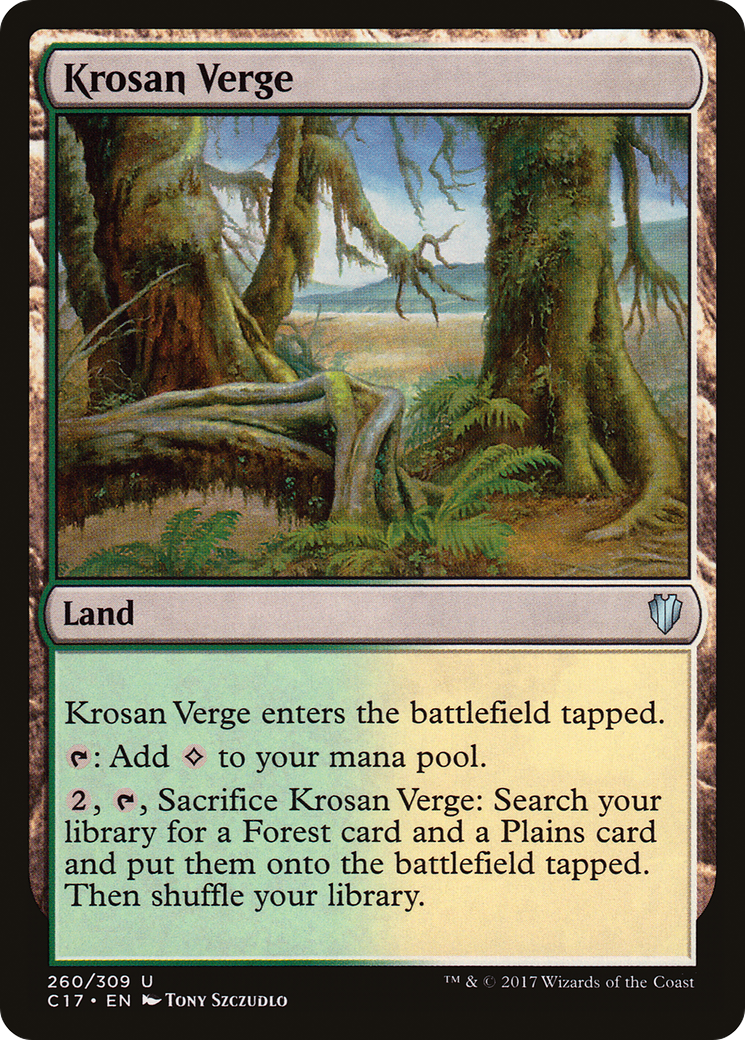 Krosan Verge
Land
Krosan Verge enters the battlefield tapped.
: Add to your mana pool.
2, , Sacrifice Krosan Verge: Search your
library for a Forest card and a Plains card
and put them onto the battlefield tapped.
Then shuffle your library.
260/309 U
C17 • EN Tony Szczudlo
™ & © 2017 Wizards of the Coast